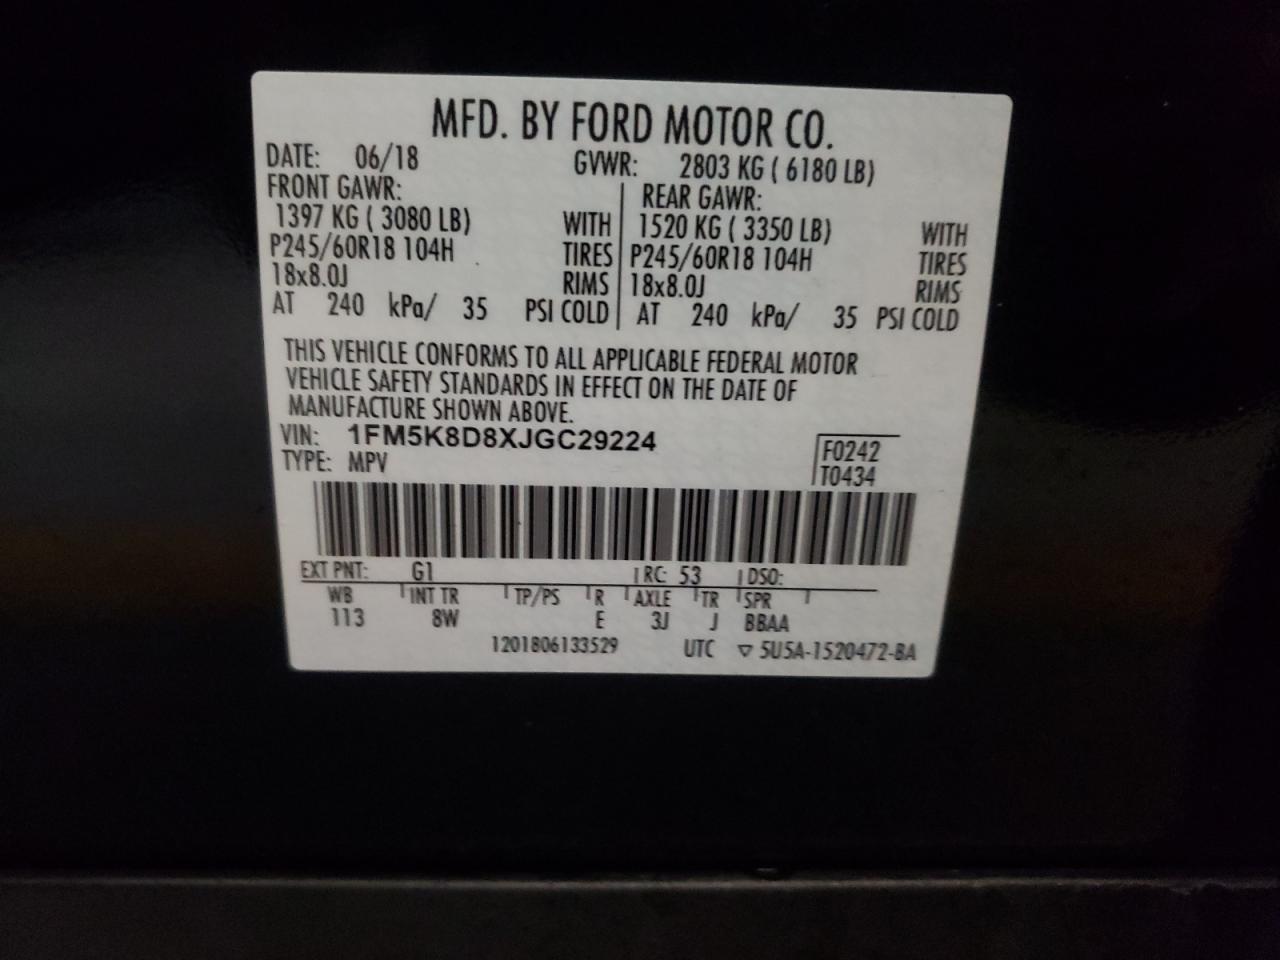 MFD. BY FORD MOTOR CO.
DATE: 06/18 GVWR: 2803 KG ( 6180 LB)
FRONT GAWR: REAR GAWR:
1397 KG ( 3080 LB) WITH 1520 KG ( 3350 LB) WITH
P245/60R18 104H TIRES P245/60R18 104H TIRES
18x8.0J RIMS 18x8.0J RIMS
AT 240 kPa/ 35 PSI COLD AT 240 kPa/ 35 PSI COLD
THIS VEHICLE CONFORMS TO ALL APPLICABLE FEDERAL MOTOR
VEHICLE SAFETY STANDARDS IN EFFECT ON THE DATE OF
MANUFACTURE SHOWN ABOVE.
VIN: 1FM5K8D8XJGC29224 F0242
TYPE: MPV T0434
EXT PNT: G1 RC: 53 DSO:
WB INT TR TP/PS R AXLE TR SPR
113 8W E 3J J BBAA
1201806133529 UTC ▽ 5U5A-1520472-BA